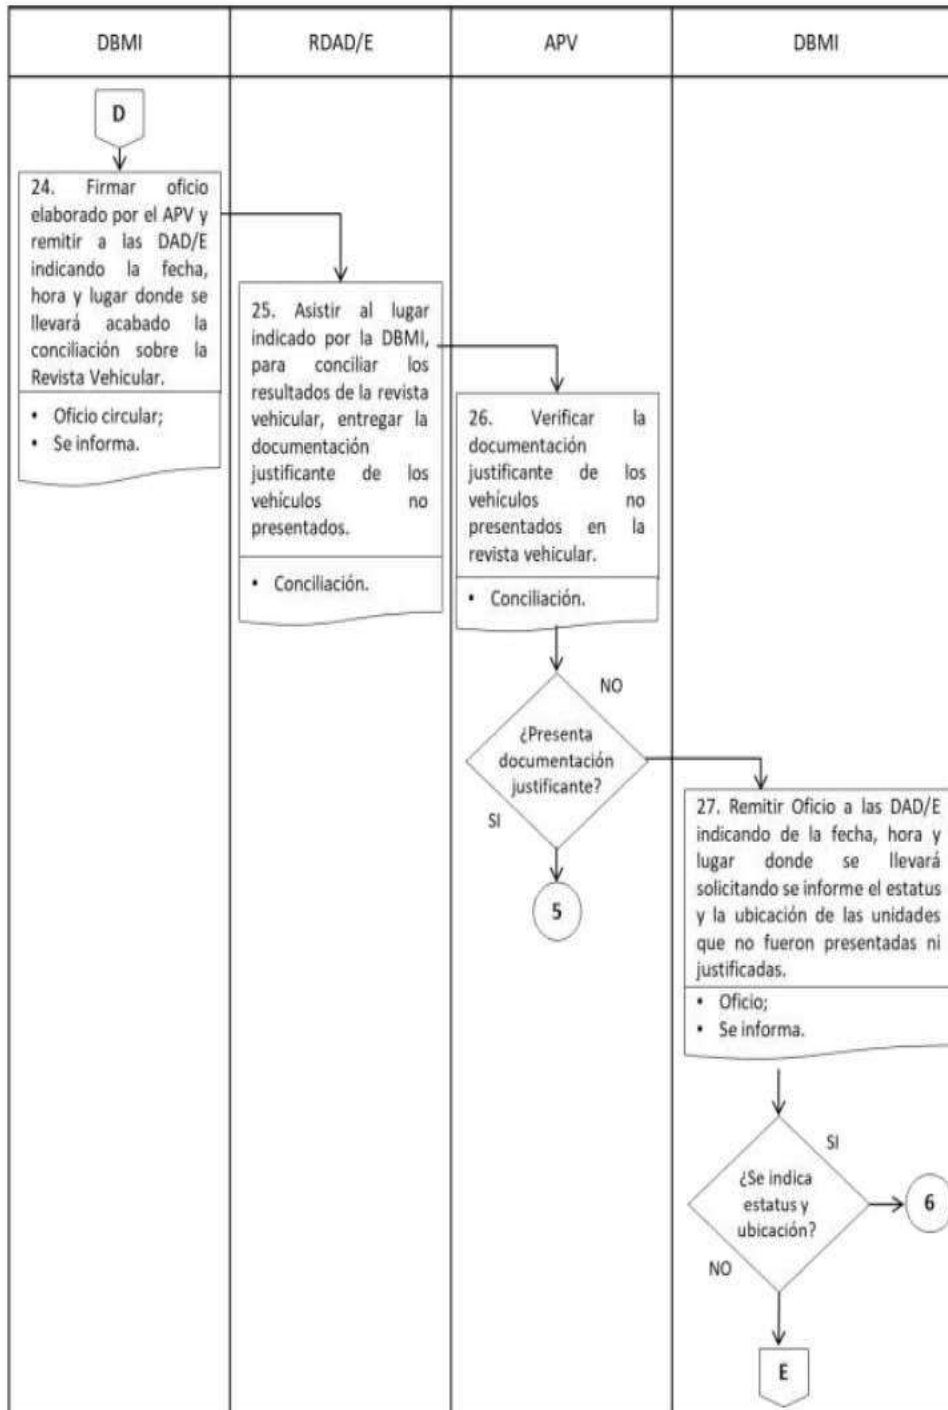 DBMI
RDAD/E
APV
DBMI
D
24. Firmar oficio
elaborado por el APV y
remitir a las DAD/E
indicando la fecha,
hora y lugar donde se
llevará acabado la
conciliación sobre la
Revista Vehicular.
• Oficio circular;
• Se informa.
25. Asistir al lugar
indicado por la DBMI,
para conciliar los
resultados de la revista
vehicular, entregar la
documentación
justificante de los
vehículos no
presentados.
• Conciliación.
26. Verificar la
documentación
justificante de los
vehículos no
presentados en la
revista vehicular.
• Conciliación.
NO
¿Presenta
documentación
justificante?
SI
5
27. Remitir Oficio a las DAD/E
indicando de la fecha, hora y
lugar donde se llevará
solicitando se informe el estatus
y la ubicación de las unidades
que no fueron presentadas ni
justificadas.
• Oficio;
• Se informa.
SI
¿Se indica
estatus y
ubicación?
6
NO
E